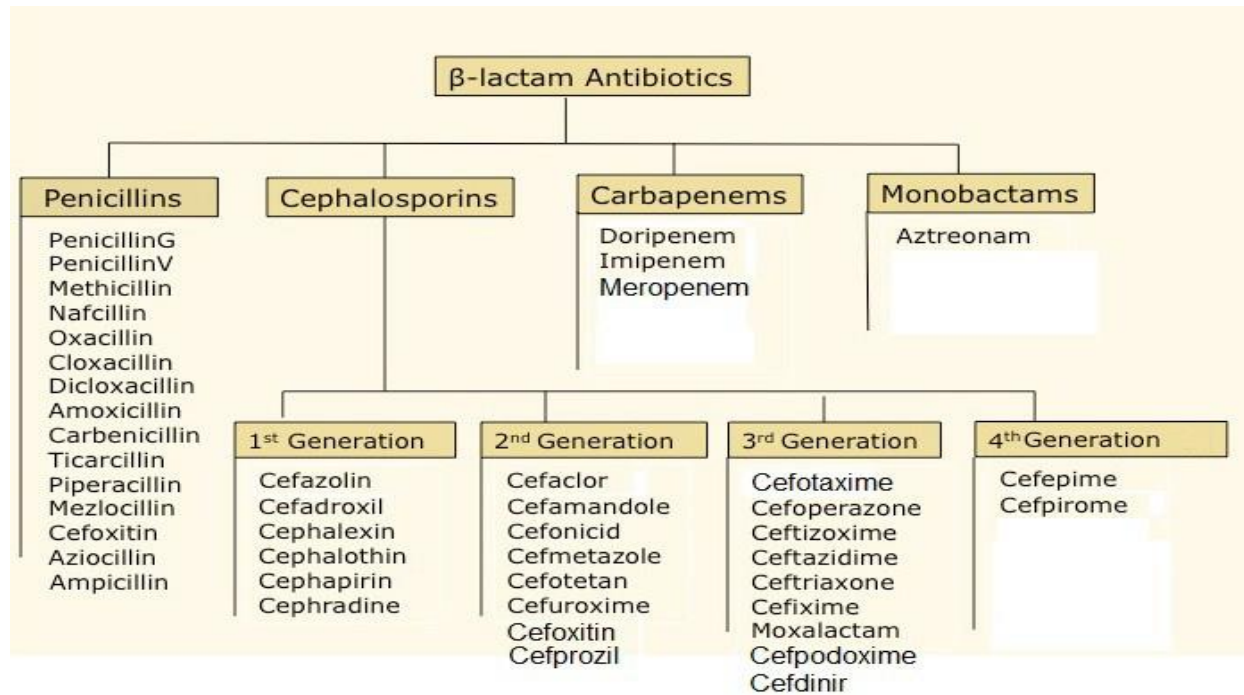 β-lactam Antibiotics
Penicillins
PenicillinG
PenicillinV
Methicillin
Nafcillin
Oxacillin
Cloxacillin
Dicloxacillin
Amoxicillin
Carbenicillin
Ticarcillin
Piperacillin
Mezlocillin
Cefoxitin
Aziocillin
Ampicillin
Cephalosporins
1st Generation
Cefazolin
Cefadroxil
Cephalexin
Cephalothin
Cephapirin
Cephradine
2nd Generation
Cefaclor
Cefamandole
Cefonicid
Cefmetazole
Cefotetan
Cefuroxime
Cefoxitin
Cefprozil
3rd Generation
Cefotaxime
Cefoperazone
Ceftizoxime
Ceftazidime
Ceftriaxone
Cefixime
Moxalactam
Cefpodoxime
Cefdinir
4th Generation
Cefepime
Cefpirome
Carbapenems
Doripenem
Imipenem
Meropenem
Monobactams
Aztreonam